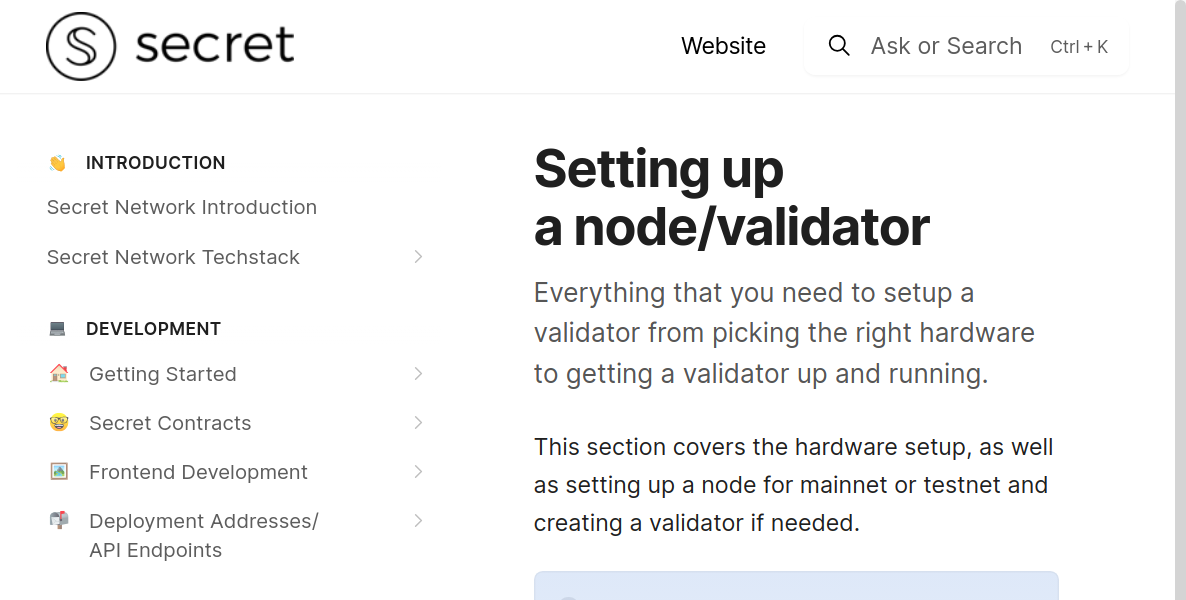 secret
Website
Ask or Search
Ctrl + K
INTRODUCTION
Secret Network Introduction
Secret Network Techstack
DEVELOPMENT
Getting Started
Secret Contracts
Frontend Development
Deployment Addresses/
API Endpoints
Setting up
a node/validator
Everything that you need to setup a
validator from picking the right hardware
to getting a validator up and running.
This section covers the hardware setup, as well
as setting up a node for mainnet or testnet and
creating a validator if needed.